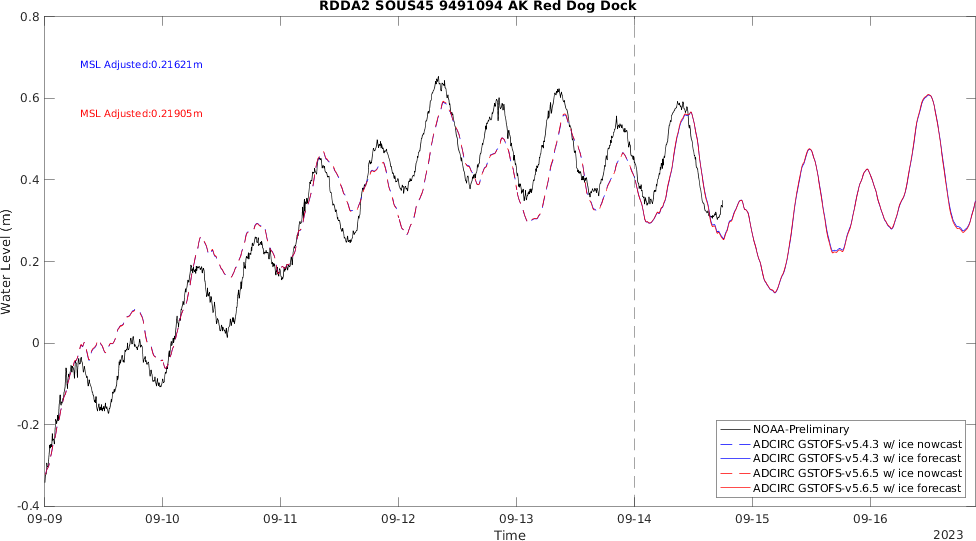 RDDA2 SOUS45 9491094 AK Red Dog Dock
MSL Adjusted:0.21621m
MSL Adjusted:0.21905m
Water Level (m)
0.8
0.6
0.4
0.2
0
-0.2
-0.4
09-09 09-10 09-11 09-12 09-13 09-14 09-15 09-16
Time
2023
NOAA-Preliminary
ADCIRC GSTOFS-v5.4.3 w/ ice nowcast
ADCIRC GSTOFS-v5.4.3 w/ ice forecast
ADCIRC GSTOFS-v5.6.5 w/ ice nowcast
ADCIRC GSTOFS-v5.6.5 w/ ice forecast